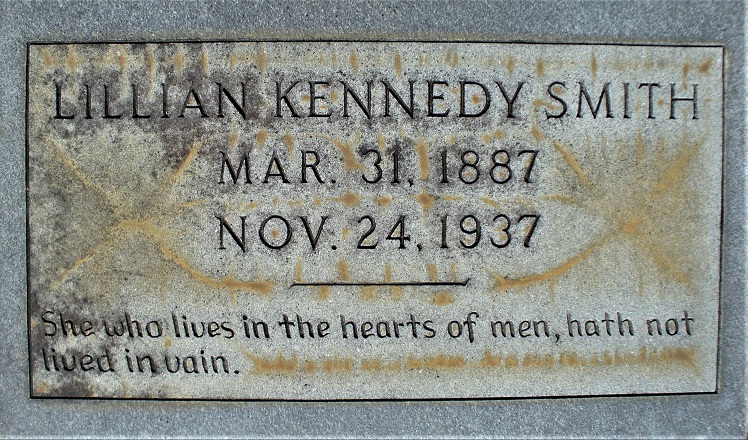 LILLIAN KENNEDY SMITH
MAR. 31, 1887
NOV. 24, 1937
She who lives in the hearts of men, hath not
lived in vain.